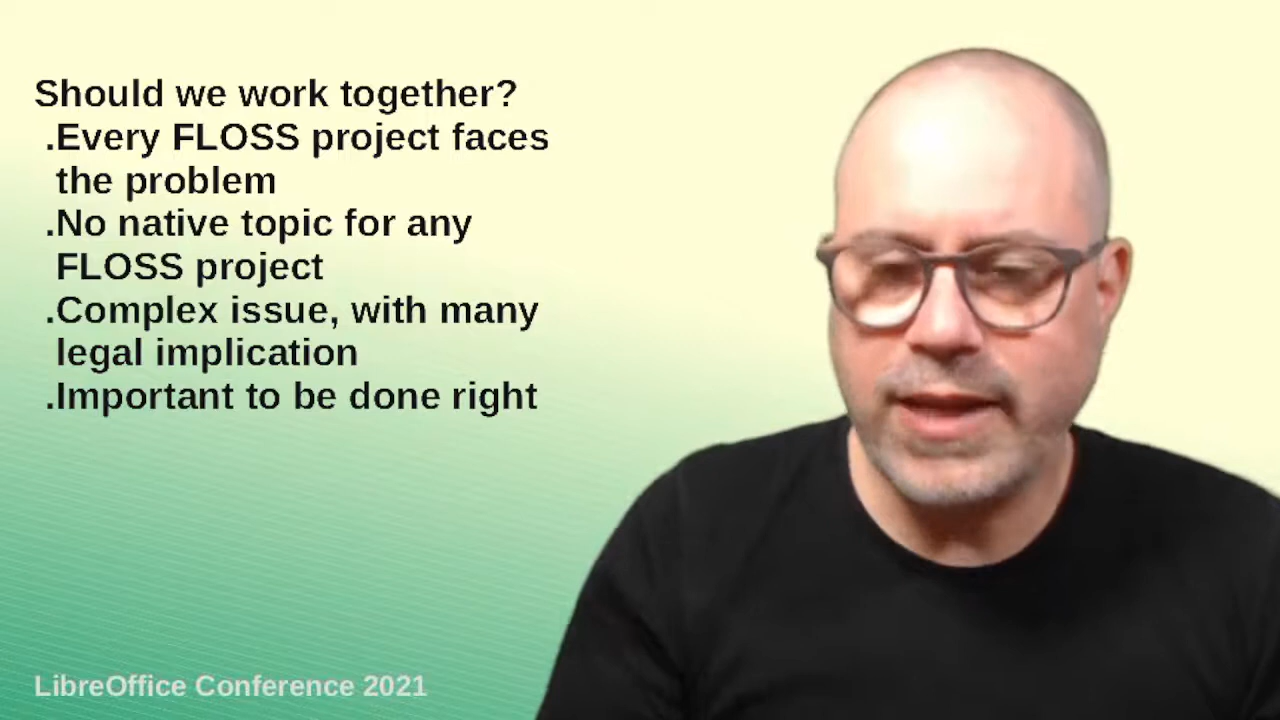 Should we work together?
.Every FLOSS project faces
the problem
.No native topic for any
FLOSS project
.Complex issue, with many
legal implication
.Important to be done right
LibreOffice Conference 2021